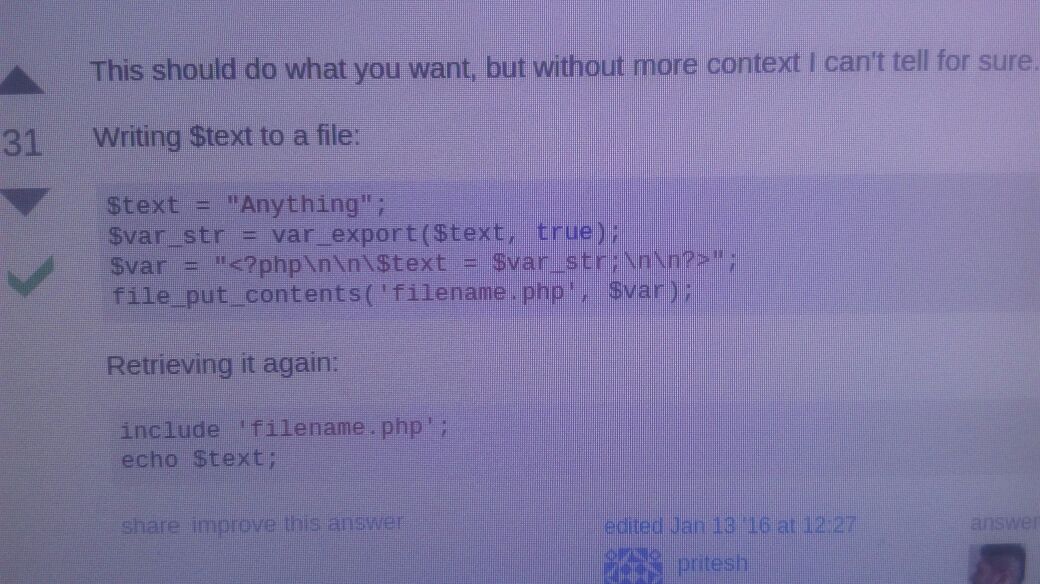 This should do what you want, but without more context I can't tell for sure.
31
Writing $text to a file:
$text = "Anything";
$var_str = var_export($text, true);
$var = "<?php\n\n\$text = $var_str;\n\n?>";
file_put_contents('filename.php', $var);
Retrieving it again:
include 'filename.php';
echo $text;
share improve this answer
edited Jan 13 '16 at 12:27
answer
pritesh